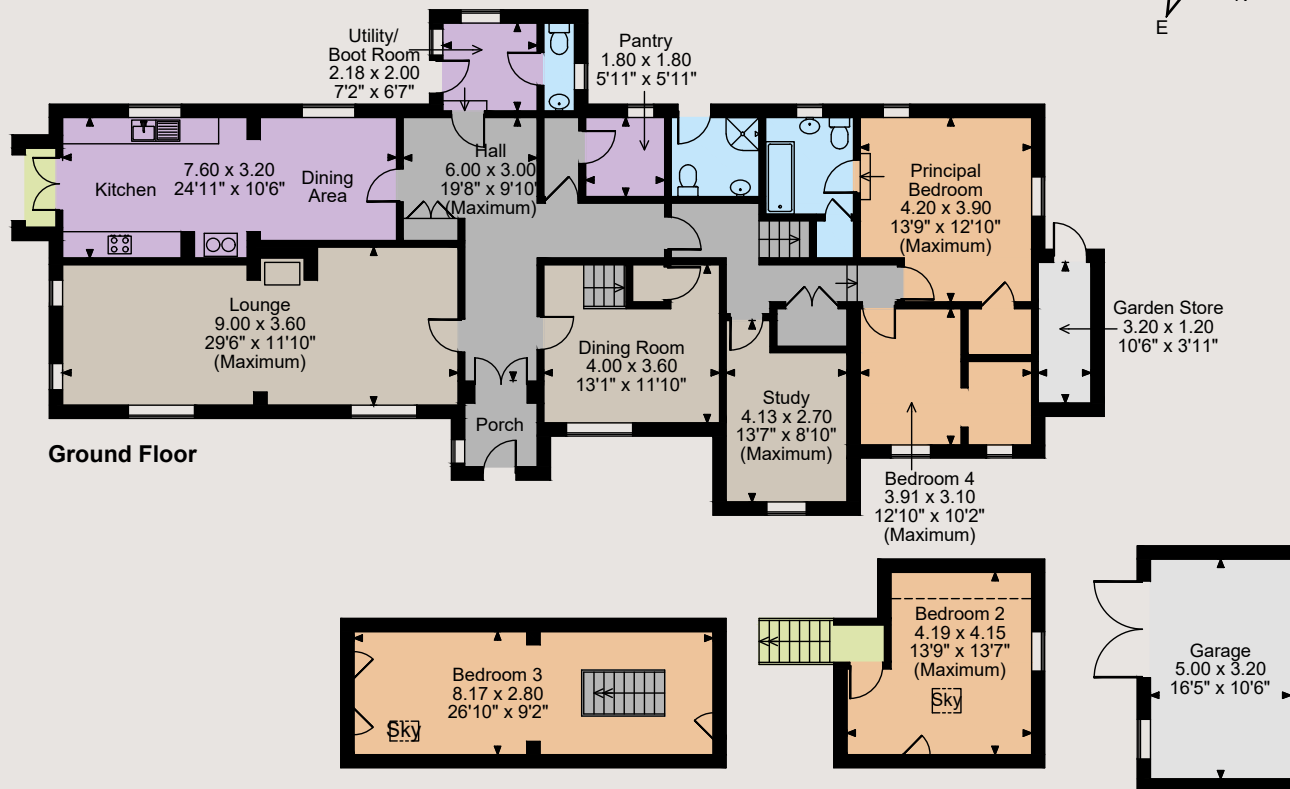 E
Utility/
Boot Room
2.18 x 2.00
7'2" x 6'7"
Pantry
1.80 x 1.80
5'11" x 5'11"
Kitchen
7.60 x 3.20
24'11" x 10'6"
Dining
Area
Hall
6.00 x 3.00
19'8" x 9'10"
(Maximum)
Principal
Bedroom
4.20 x 3.90
13'9" x 12'10"
(Maximum)
Lounge
9.00 x 3.60
29'6" x 11'10"
(Maximum)
Dining Room
4.00 x 3.60
13'1" x 11'10"
Garden Store
3.20 x 1.20
10'6" x 3'11"
Porch
Study
4.13 x 2.70
13'7" x 8'10"
(Maximum)
Ground Floor
Bedroom 4
3.91 x 3.10
12'10" x 10'2"
(Maximum)
Bedroom 3
8.17 x 2.80
26'10" x 9'2"
Sky
Bedroom 2
4.19 x 4.15
13'9" x 13'7"
(Maximum)
Sky
Garage
5.00 x 3.20
16'5" x 10'6"